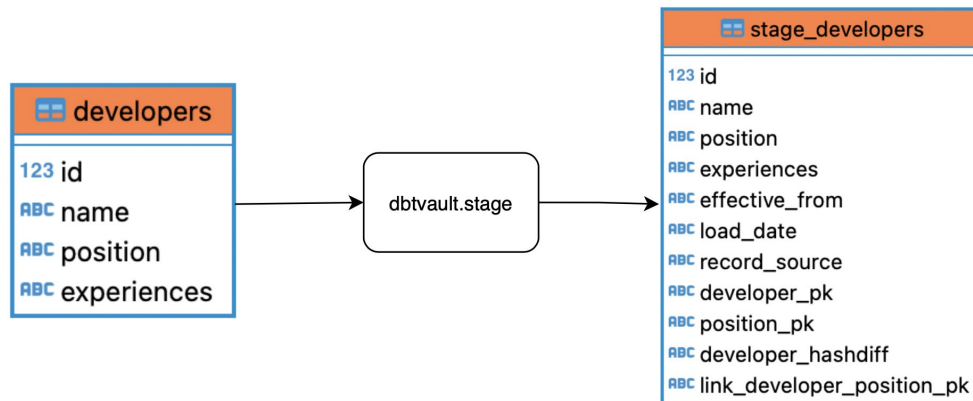 developers
123 id
ABC name
ABC position
ABC experiences
dbtvault.stage
stage_developers
123 id
ABC name
ABC position
ABC experiences
ABC effective_from
ABC load_date
ABC record_source
ABC developer_pk
ABC position_pk
ABC developer_hashdiff
ABC link_developer_position_pk